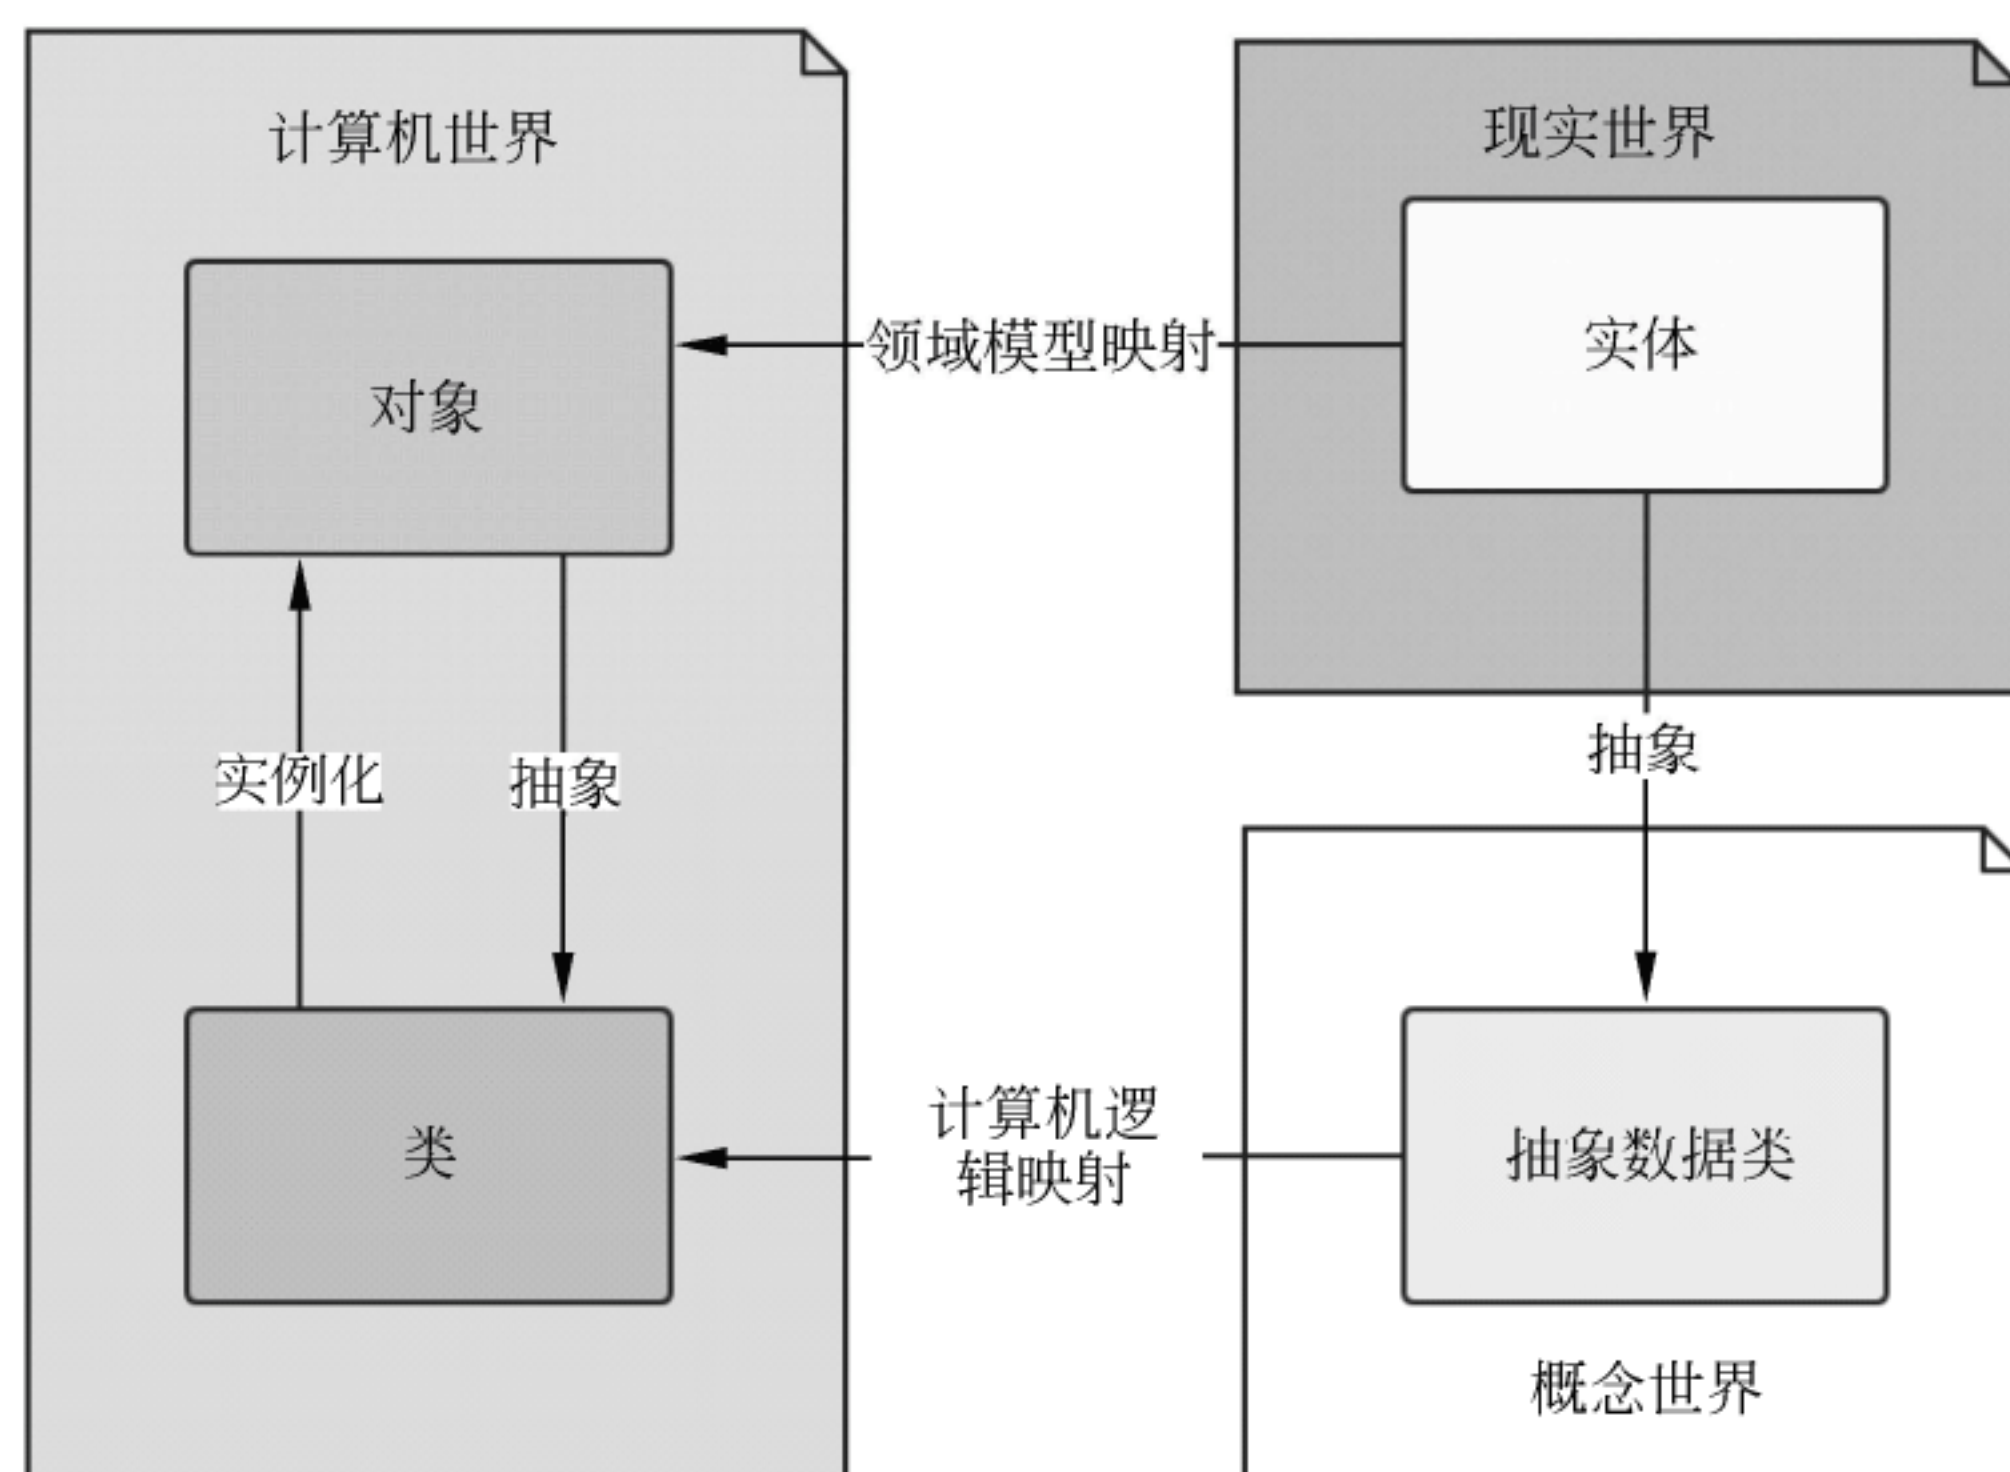 计算机世界
现实世界
对象
领域模型映射
实体
实例化
抽象
抽象
类
计算机逻
辑映射
抽象数据类
概念世界